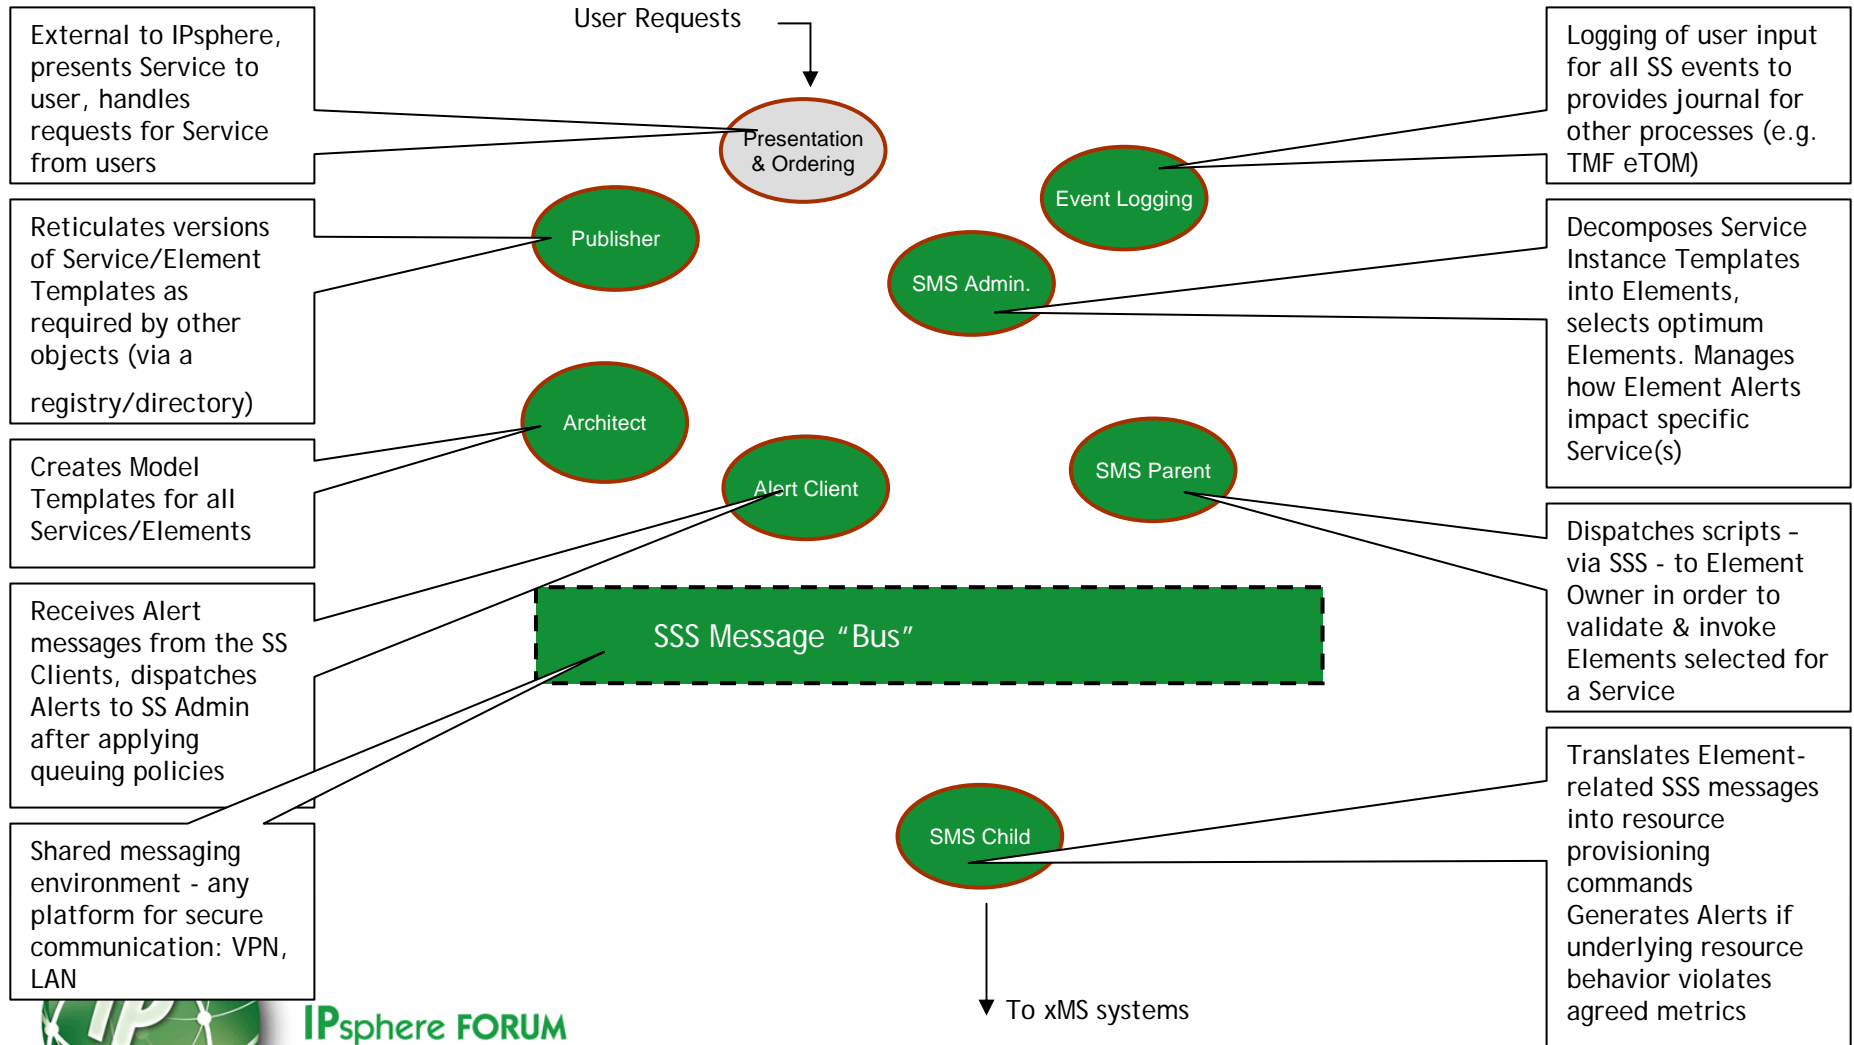 User Requests
External to IPsphere,
presents Service to
user, handles
requests for Service
from users
Reticulates versions
of Service/Element
Templates as
required by other
objects (via a
registry/directory)
Creates Model
Templates for all
Services/Elements
Receives Alert
messages from the SS
Clients, dispatches
Alerts to SS Admin
after applying
queuing policies
Shared messaging
environment - any
platform for secure
communication: VPN,
LAN
Presentation
& Ordering
Publisher
Architect
Alert Client
Event Logging
SMS Admin.
SMS Parent
SSS Message “Bus”
SMS Child
To xMS systems
Logging of user input
for all SS events to
provides journal for
other processes (e.g.
TMF eTOM)
Decomposes Service
Instance Templates
into Elements,
selects optimum
Elements. Manages
how Element Alerts
impact specific
Service(s)
Dispatches scripts –
via SSS - to Element
Owner in order to
validate & invoke
Elements selected for
a Service
Translates Element-
related SSS messages
into resource
provisioning
commands
Generates Alerts if
underlying resource
behavior violates
agreed metrics
IP
IPsphere FORUM